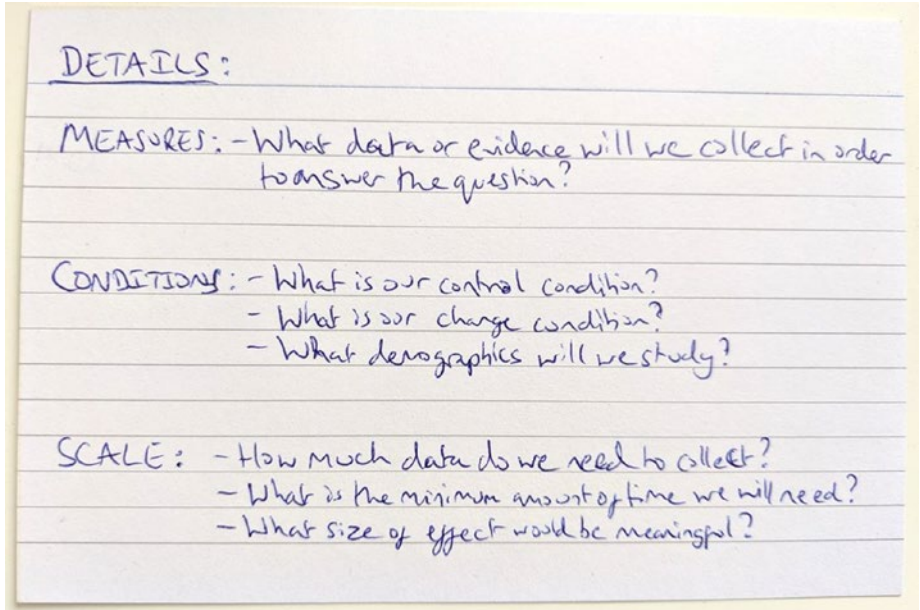 DETAILS:
MEASURES: - What data or evidence will we collect in order
to answer the question?
CONDITIONS: - What is our control condition?
- What is our change condition?
- What demographics will we study?
SCALE: - How much data do we need to collect?
- What is the minimum amount of time we will need?
- What size of effect would be meaningful?